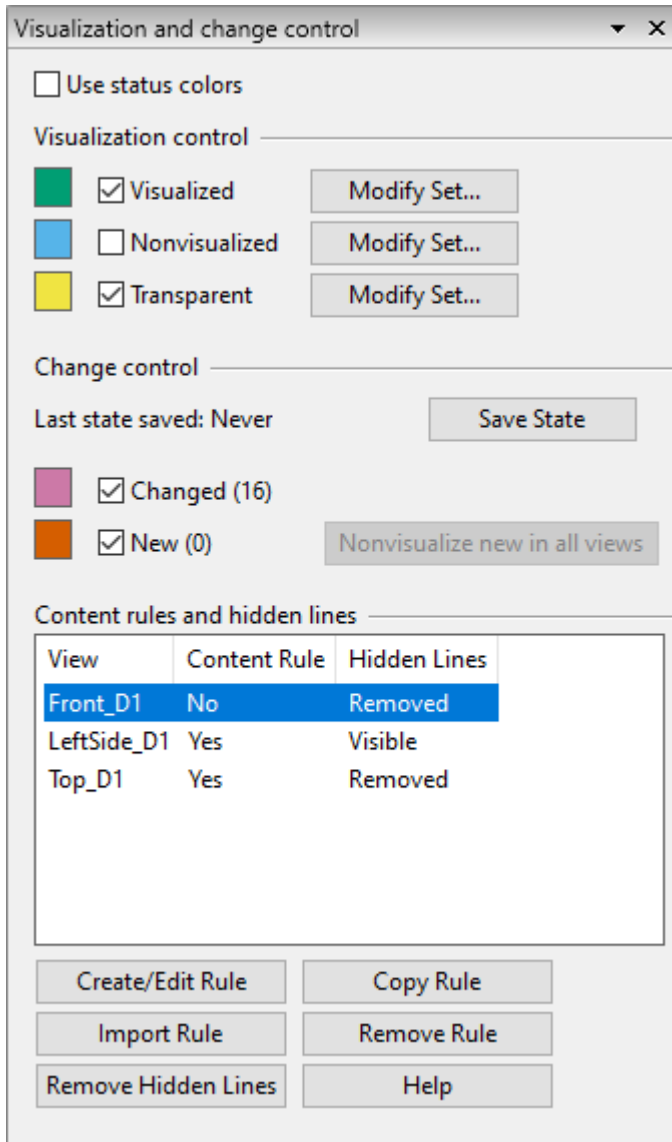 Visualization and change control
Use status colors
Visualization control
Visualized Modify Set...
Nonvisualized Modify Set...
Transparent Modify Set...
Change control
Last state saved: Never Save State
Changed (16)
New (0) Nonvisualize new in all views
Content rules and hidden lines
View Content Rule Hidden Lines
Front_D1 No Removed
LeftSide_D1 Yes Visible
Top_D1 Yes Removed
Create/Edit Rule Copy Rule
Import Rule Remove Rule
Remove Hidden Lines Help